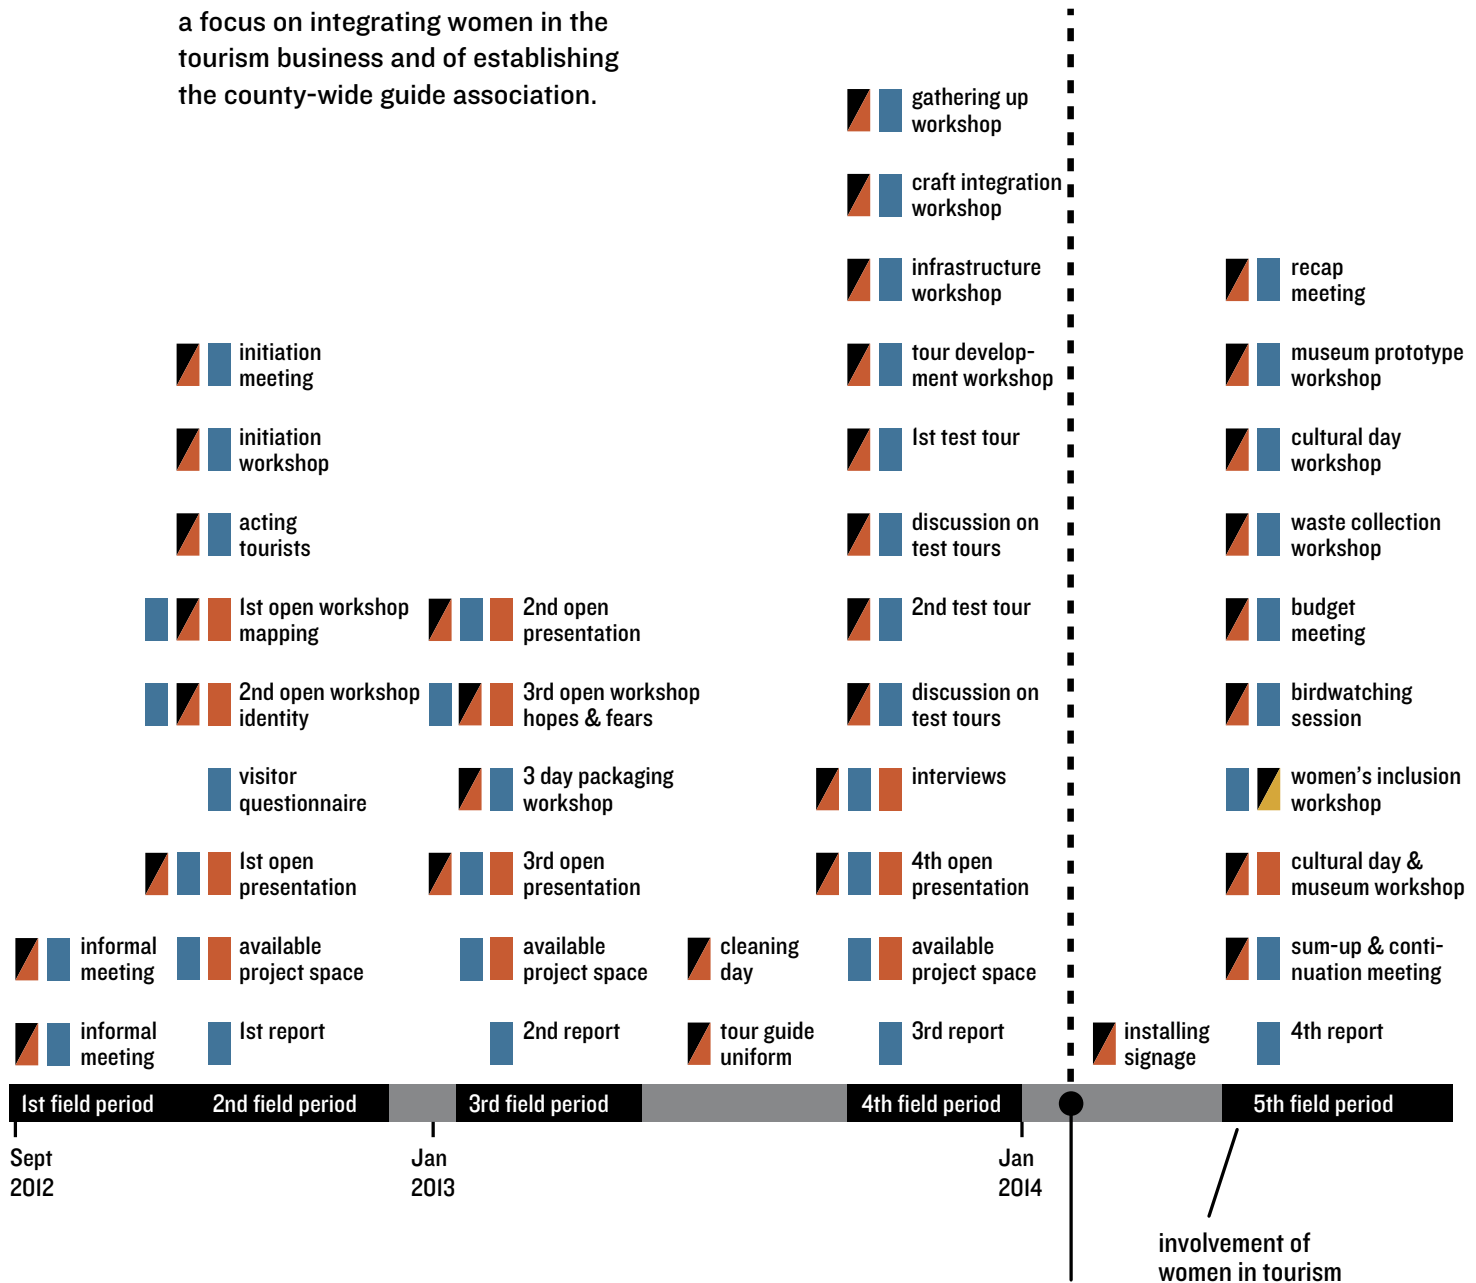 a focus on integrating women in the
tourism business and of establishing
the county-wide guide association.
initiation
meeting
initiation
workshop
acting
tourists
1st open workshop
mapping
2nd open workshop
identity
visitor
questionnaire
1st open
presentation
informal
meeting
available
project space
informal
meeting
1st report
2nd open
presentation
3rd open workshop
hopes & fears
3 day packaging
workshop
3rd open
presentation
available
project space
2nd report
cleaning
day
tour guide
uniform
gathering up
workshop
craft integration
workshop
infrastructure
workshop
tour develop-
ment workshop
1st test tour
discussion on
test tours
2nd test tour
discussion on
test tours
interviews
4th open
presentation
available
project space
3rd report
installing
signage
recap
meeting
museum prototype
workshop
cultural day
workshop
waste collection
workshop
budget
meeting
birdwatching
session
women's inclusion
workshop
cultural day &
museum workshop
sum-up & conti-
nuation meeting
4th report
1st field period
2nd field period
3rd field period
4th field period
5th field period
Sept
2012
Jan
2013
Jan
2014
involvement of
women in tourism